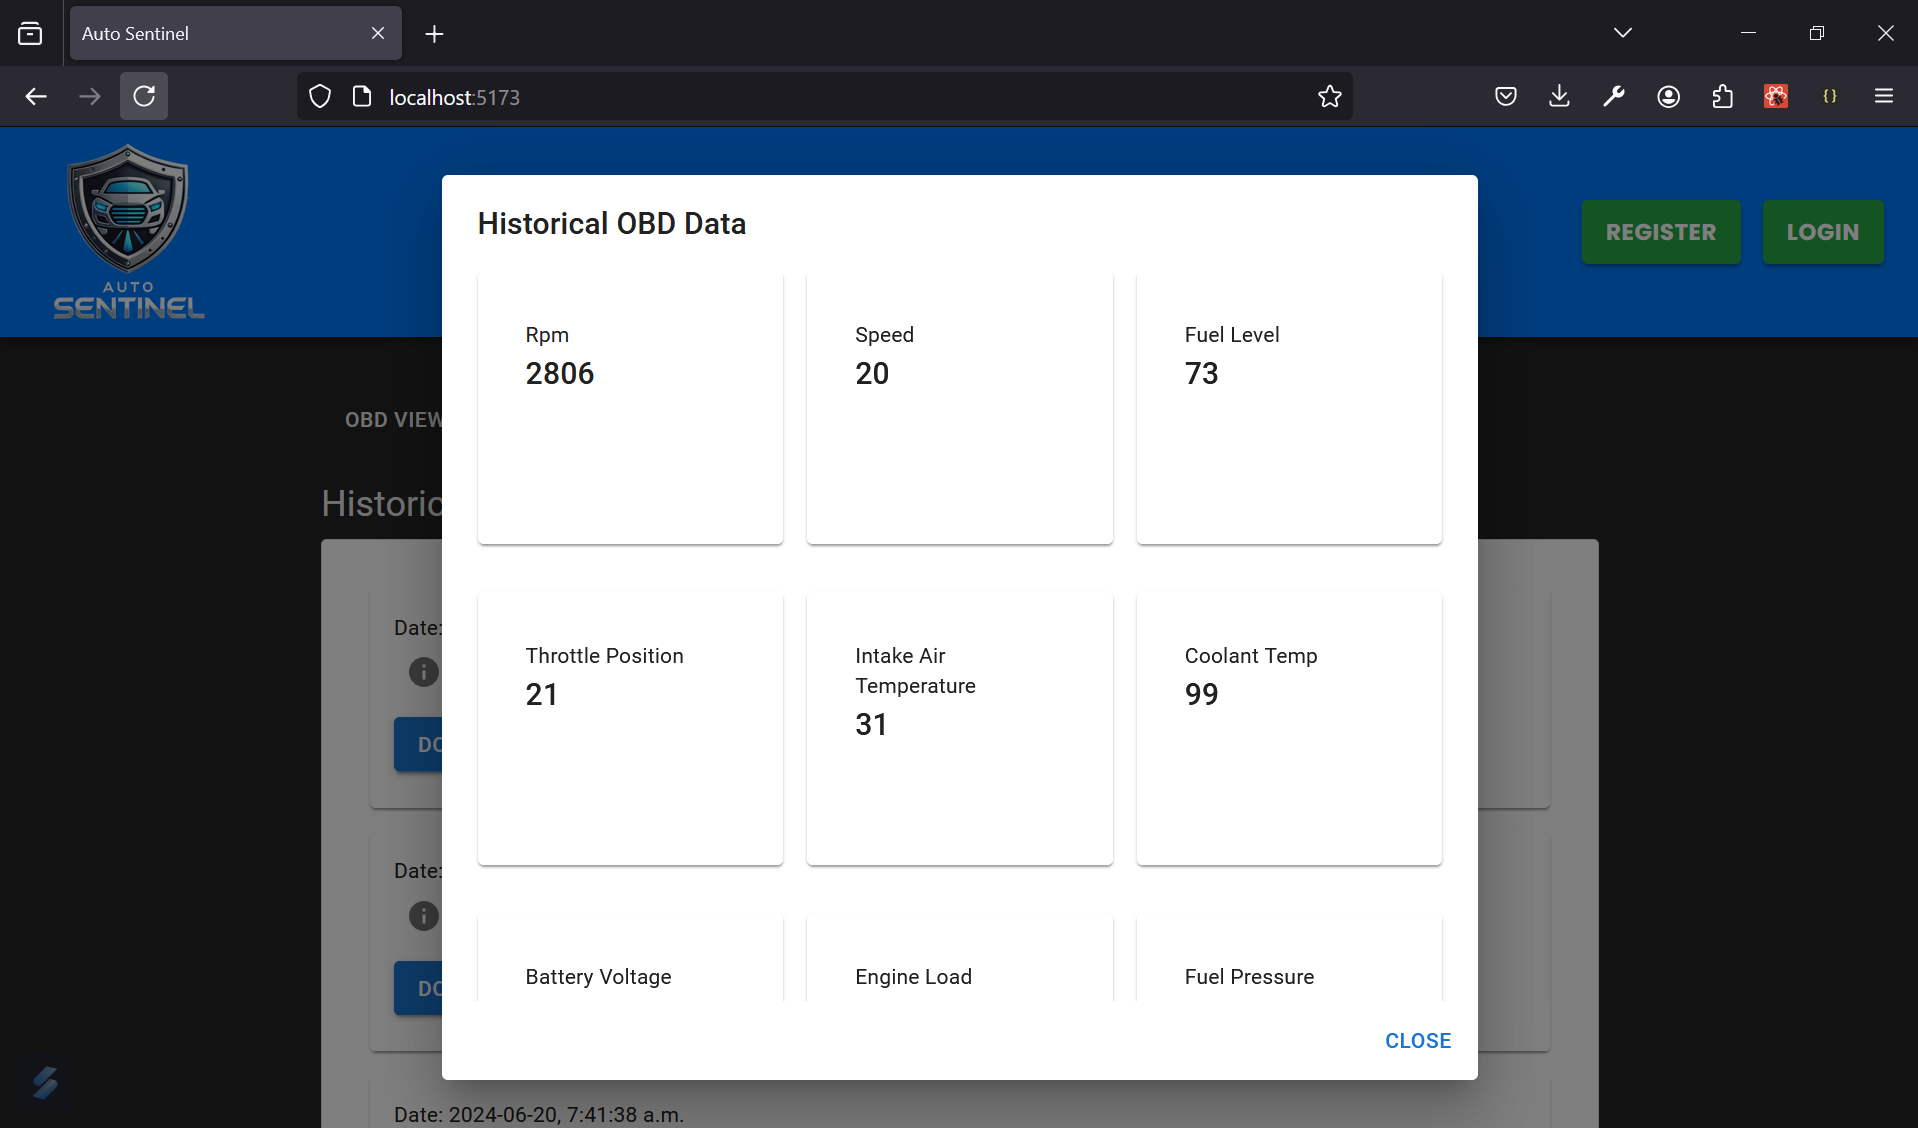 Auto Sentinel
localhost:5173
AUTO
SENTINEL
REGISTER
LOGIN
OBD VIEW
Historic
Date:
DO
Date:
DO
Date: 2024-06-20, 7:41:38 a.m.
Historical OBD Data
Rpm
2806
Speed
20
Fuel Level
73
Throttle Position
21
Intake Air
Temperature
31
Coolant Temp
99
Battery Voltage
Engine Load
Fuel Pressure
CLOSE